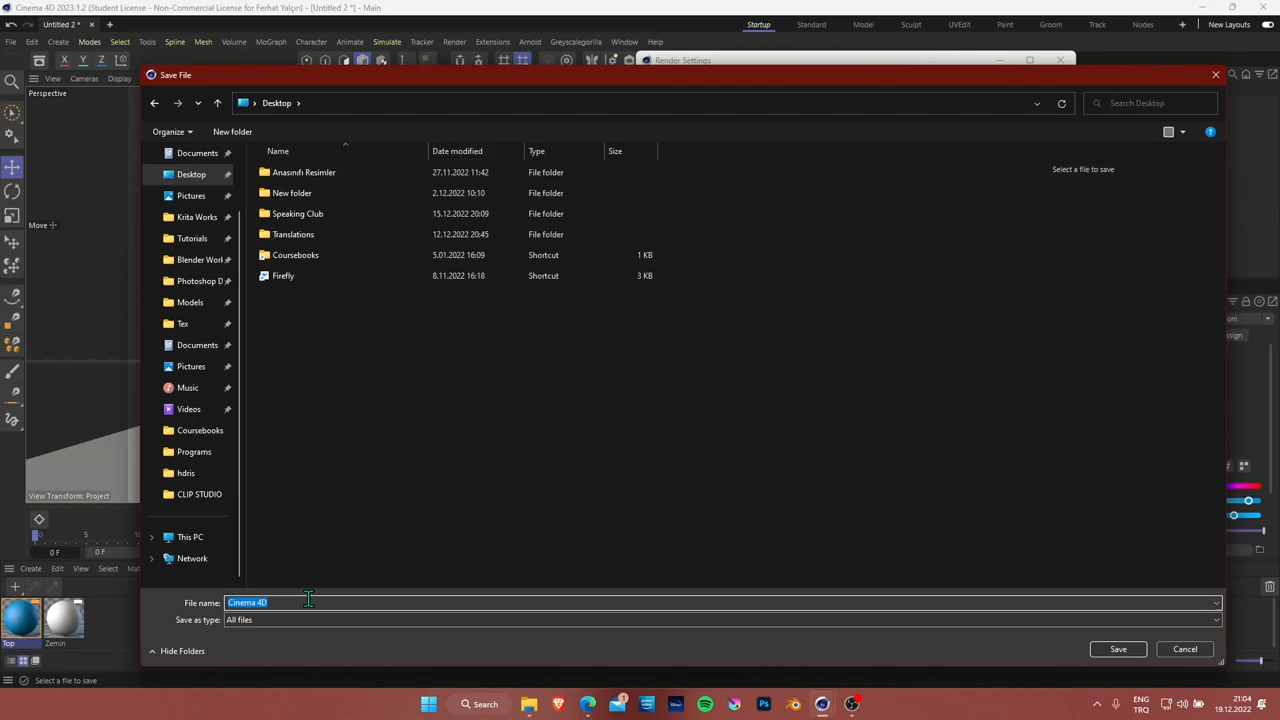 Cinema 4D 2023.1.2 (Student License - Non-Commercial License for Ferhat Yalçın) - [Untitled 2 *] - Main
Untitled 2 *
Startup Standard Model Sculpt UVEdit Paint Groom Track Nodes New Layouts
File Edit Create Modes Select Tools Spline Mesh Volume MoGraph Character Animate Simulate Tracker Render Extensions Arnold Greyscalegorilla Window Help
X Y Z
Render Settings
View Cameras Display
Save File
Perspective
Desktop
Search Desktop
Organize New folder
Name Date modified Type Size
Select a file to save
Documents
Desktop
Pictures
Krita Works
Tutorials
Blender Work
Photoshop D
Models
Tex
Documents
Pictures
Music
Videos
Coursebooks
Programs
hdris
CLIP STUDIO
This PC
Network
Anasınıfı Resimler 27.11.2022 11:42 File folder
New folder 2.12.2022 10:10 File folder
Speaking Club 15.12.2022 20:09 File folder
Translations 12.12.2022 20:45 File folder
Coursebooks 5.01.2022 16:09 Shortcut 1 KB
Firefly 8.11.2022 16:18 Shortcut 3 KB
Move
om
sign
View Transform: Project
0 5 10
0 F 0 F
Create Edit View Select Mat
Top Zemin
File name: Cinema 4D
Save as type: All files
Hide Folders
Save Cancel
Select a file to save
Search
1
Ps
ENG
TRQ
21:04
19.12.2022